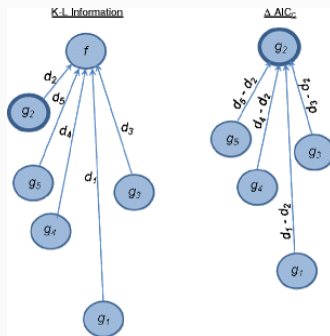 K-L Information
f
d2
d5
d4
d3
d1
g2
g5
g3
g4
g1
Δ AICC
g2
d5 - d2
d4 - d2
d3 - d2
g5
g3
g4
d1 - d2
g1